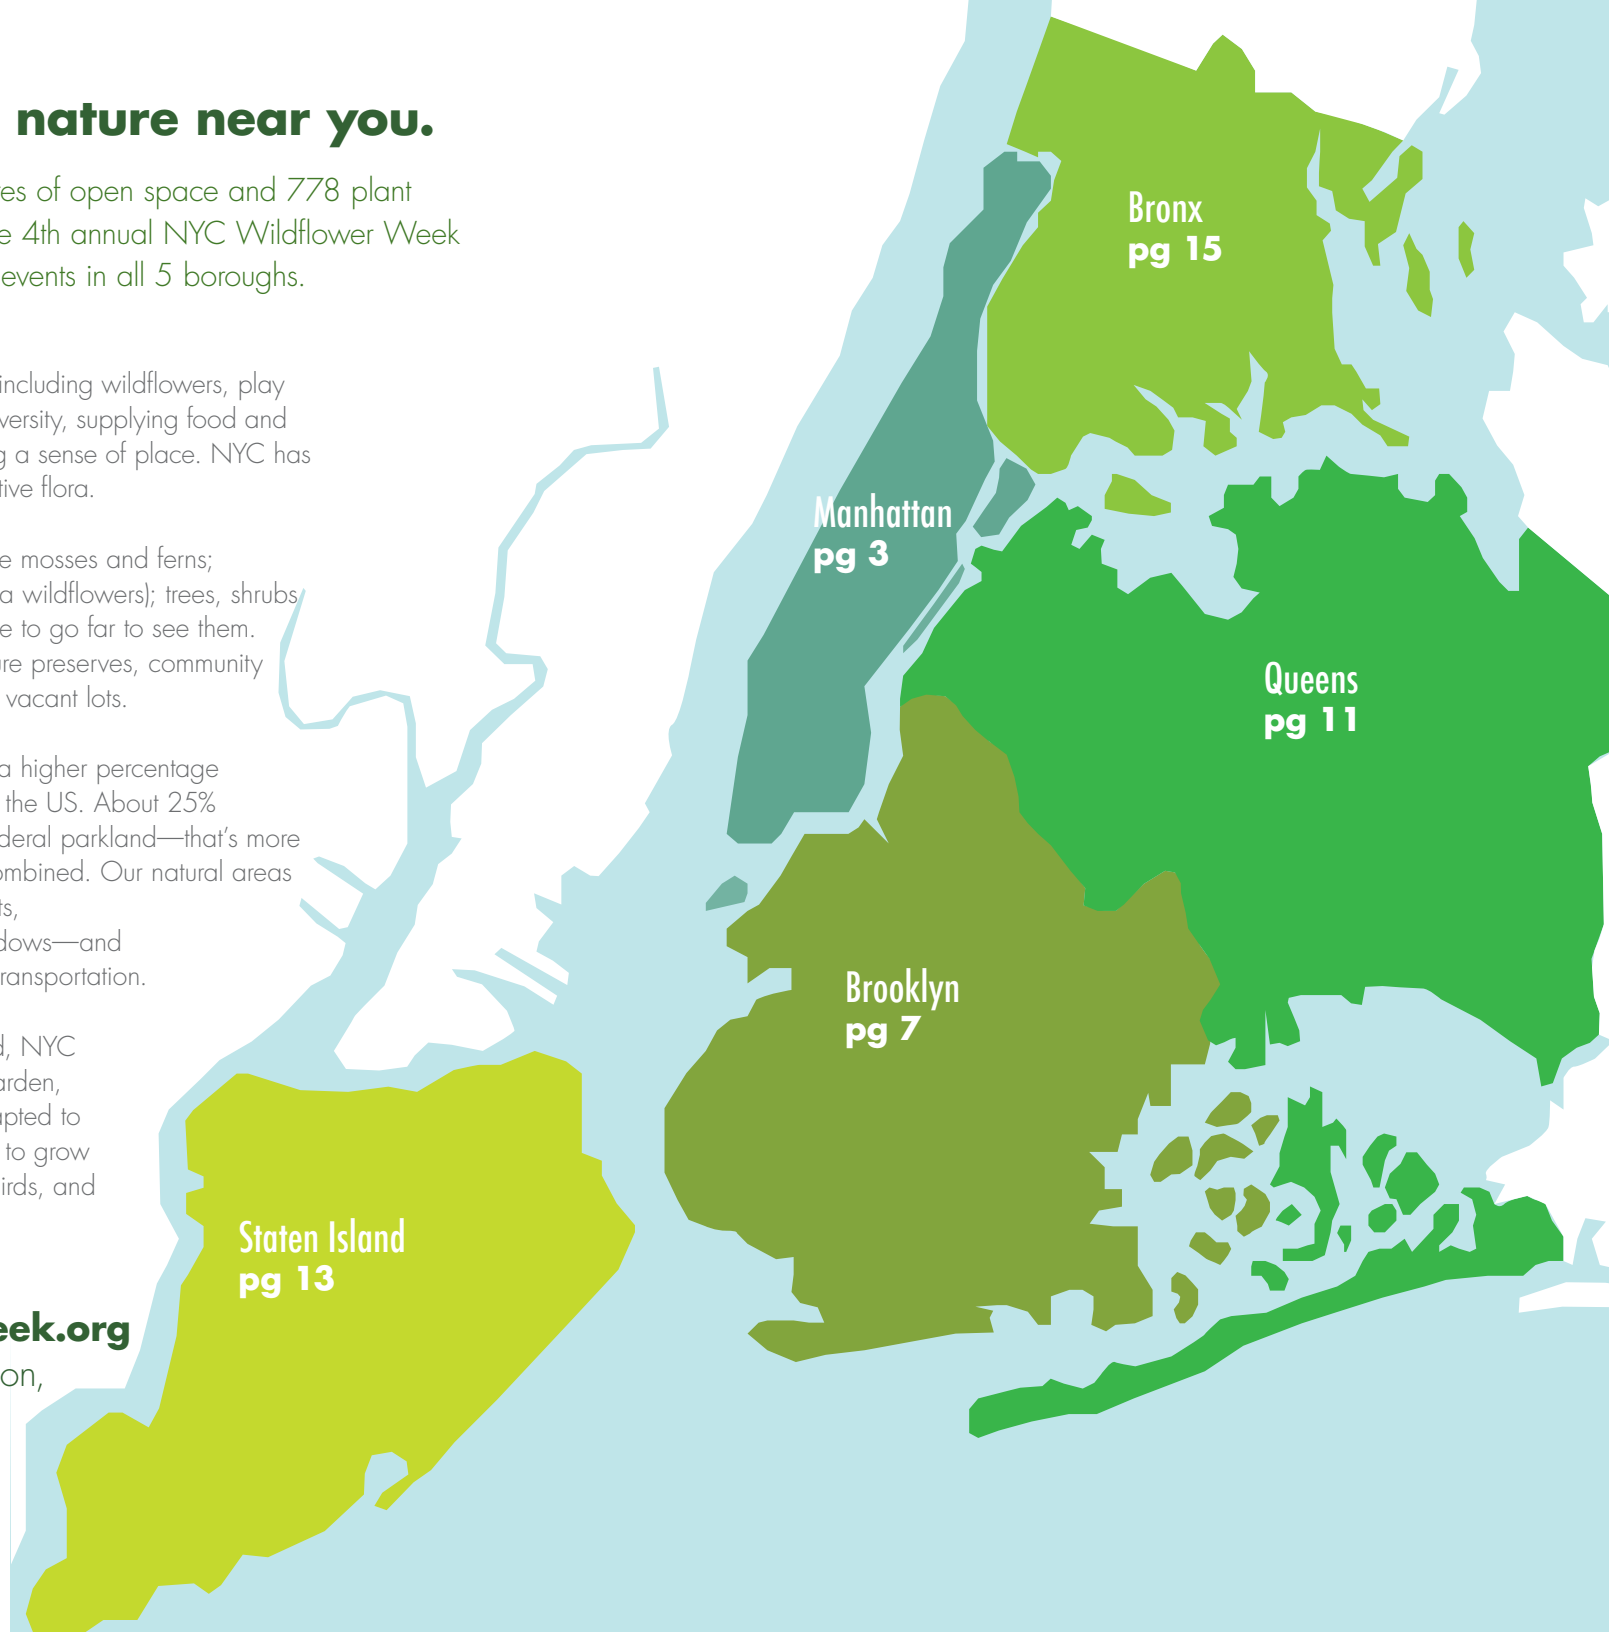 nature near you.
es of open space and 778 plant
e 4th annual NYC Wildflower Week
events in all 5 boroughs.
including wildflowers, play
versity, supplying food and
g a sense of place. NYC has
tive flora.
e mosses and ferns;
a wildflowers); trees, shrubs
e to go far to see them.
ure preserves, community
vacant lots.
a higher percentage
the US. About 25%
deral parkland—that's more
ombined. Our natural areas
ts,
dows—and
ransportation.
d, NYC
arden,
apted to
to grow
irds, and
eek.org
on,
Bronx
pg 15
Manhattan
pg 3
Queens
pg 11
Brooklyn
pg 7
Staten Island
pg 13